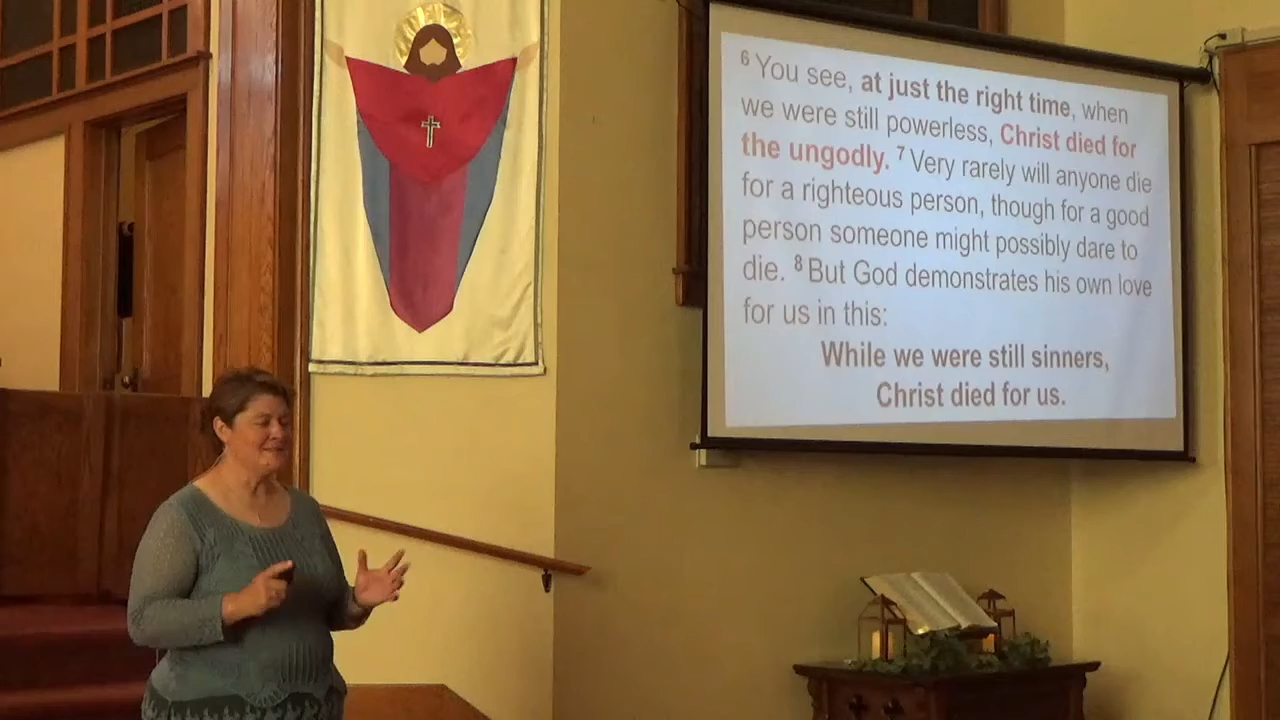 6 You see, at just the right time, when
we were still powerless, Christ died for
the ungodly. 7 Very rarely will anyone die
for a righteous person, though for a good
person someone might possibly dare to
die. 8 But God demonstrates his own love
for us in this:
While we were still sinners,
Christ died for us.